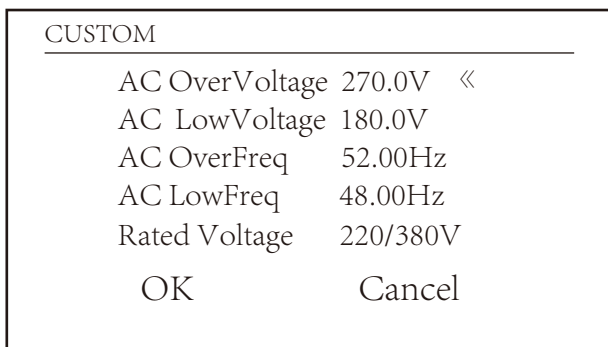 CUSTOM
AC OverVoltage 270.0V 《
AC LowVoltage 180.0V
AC OverFreq 52.00Hz
AC LowFreq 48.00Hz
Rated Voltage 220/380V
OK Cancel